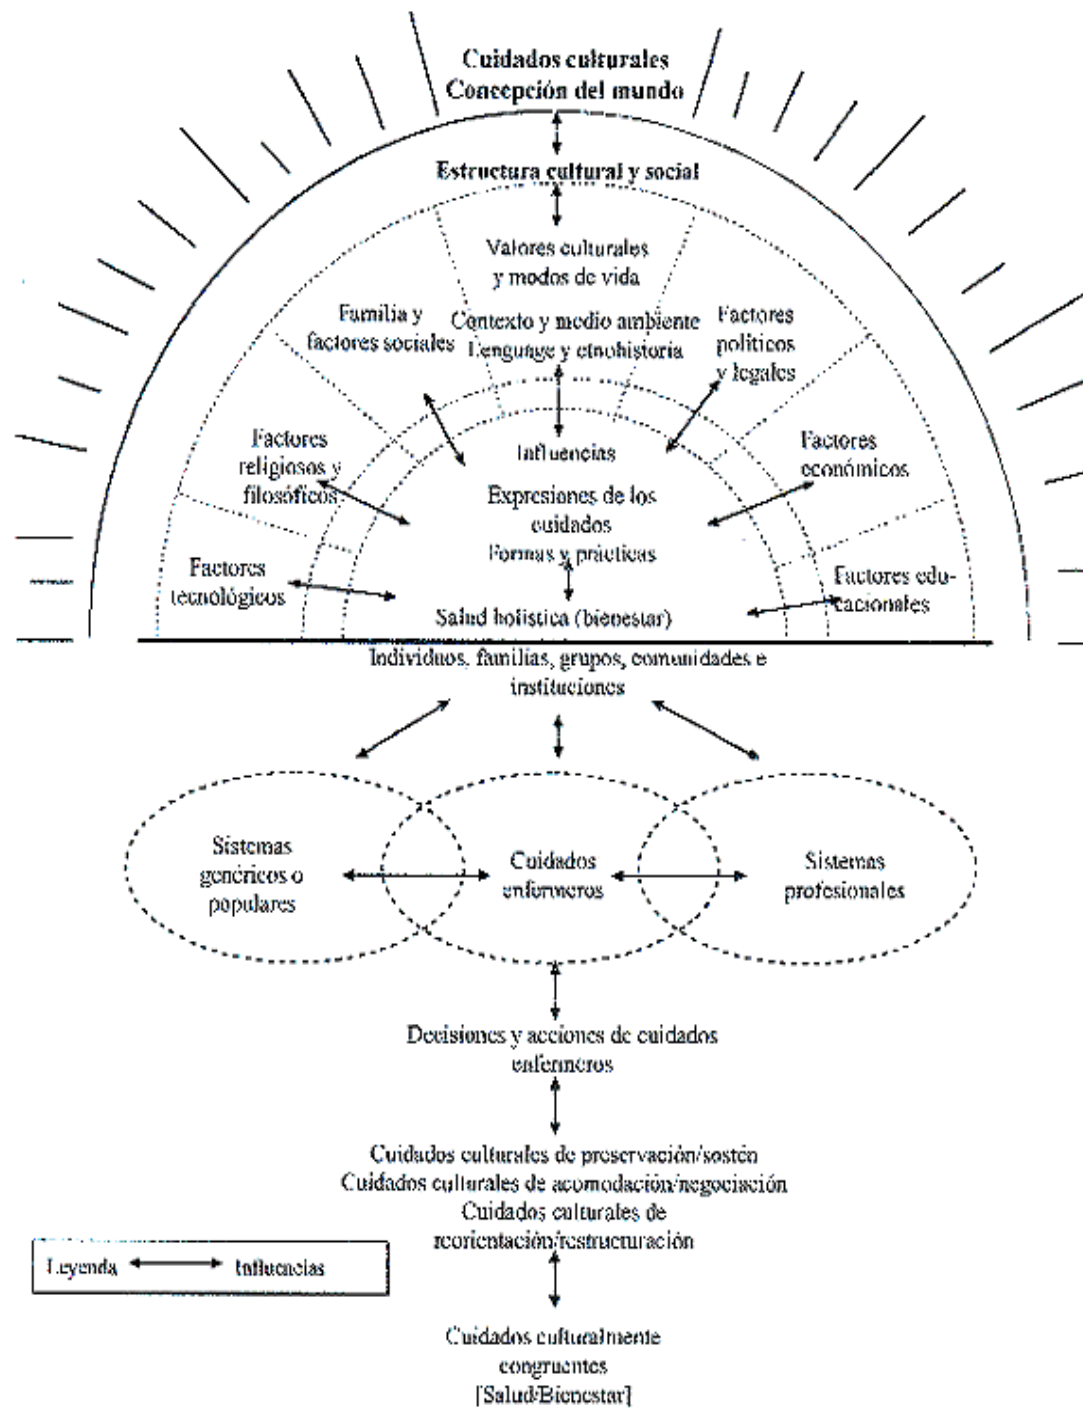 Cuidados culturales
Concepción del mundo
Estructura cultural y social
Valores culturales
y modos de vida
Familia y
factores sociales
Contexto y medio ambiente
Lenguage y etnohistoria
Factores
políticos
y legales
Factores
religiosos y
filosóficos
Influencias
Factores
económicos
Expresiones de los
cuidados
Formas y prácticas
Factores
tecnológicos
Factores edu-
cacionales
Salud holística (bienestar)
Individuos, familias, grupos, comunidades e
instituciones
Sistemas
genéricos o
populares
Cuidados
enfermeros
Sistemas
profesionales
Decisiones y acciones de cuidados
enfermeros
Cuidados culturales de preservación/sostén
Cuidados culturales de acomodación/negociación
Cuidados culturales de
reorientación/restructuración
Leyenda Influencias
Cuidados culturalmente
congruentes
[Salud/Bienestar]